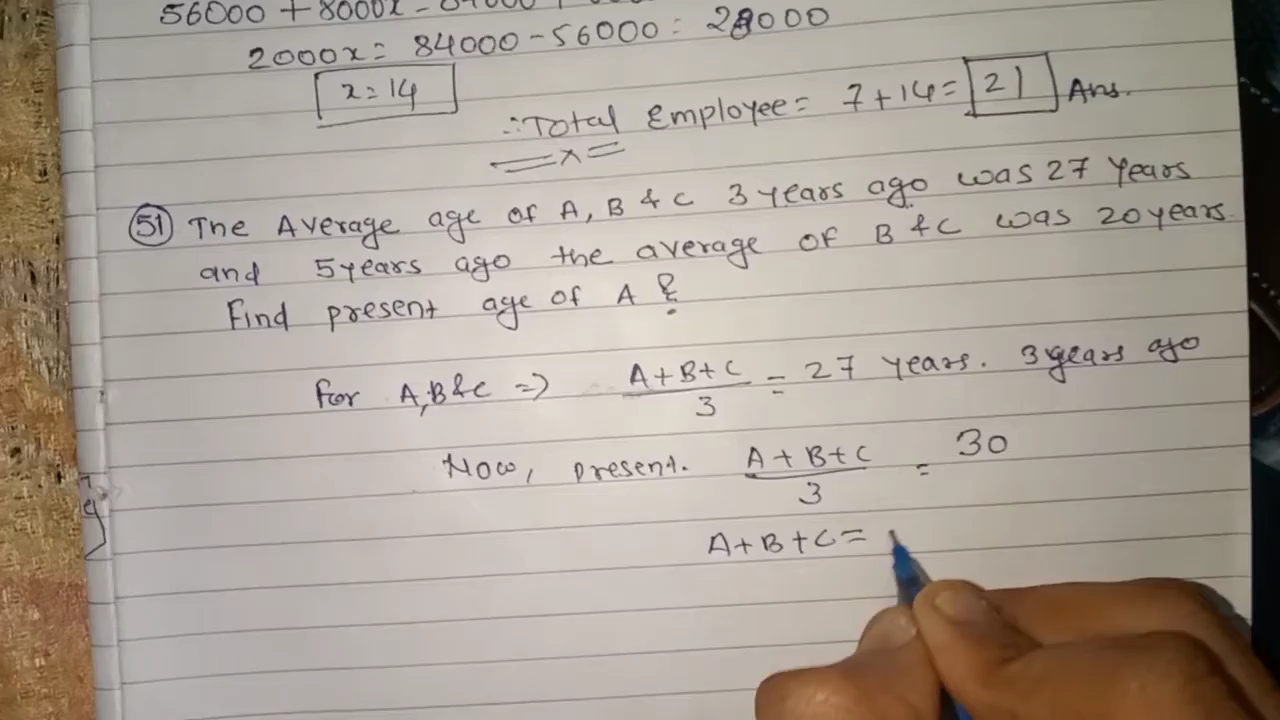 56000 + 8000x
2000x = 84000 - 56000 = 28000
x = 14
∴ Total Employee = 7 + 14 = 21 Ans.
= x =
51 The Average age of A, B & C 3 years ago was 27 years
and 5 years ago the average of B & C was 20 years.
Find present age of A ?
For A, B & C => A + B + C / 3 = 27 years. 3 years ago
Now, present. A + B + C / 3 = 30
A + B + C =